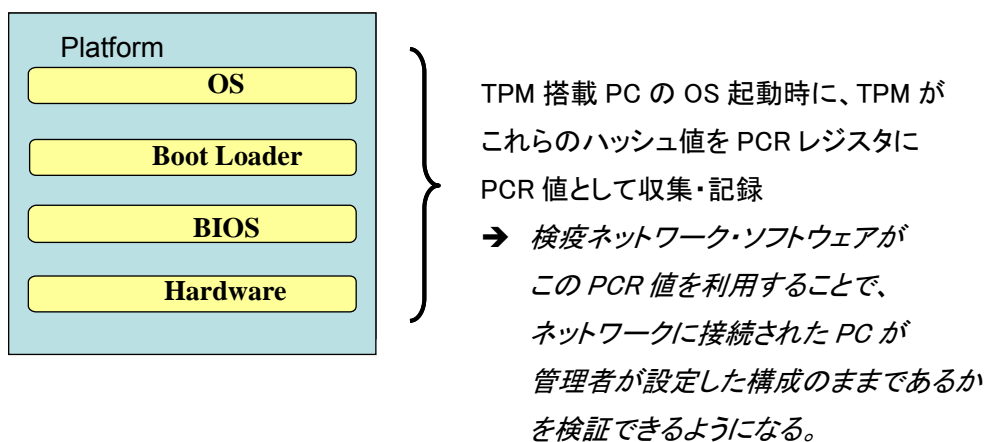 Platform
OS
Boot Loader
BIOS
Hardware
TPM 搭載 PC の OS 起動時に、TPM が
これらのハッシュ値を PCR レジスタに
PCR 値として収集・記録
➔ 検疫ネットワーク・ソフトウェアが
この PCR 値を利用することで、
ネットワークに接続された PC が
管理者が設定した構成のままであるか
を検証できるようになる。